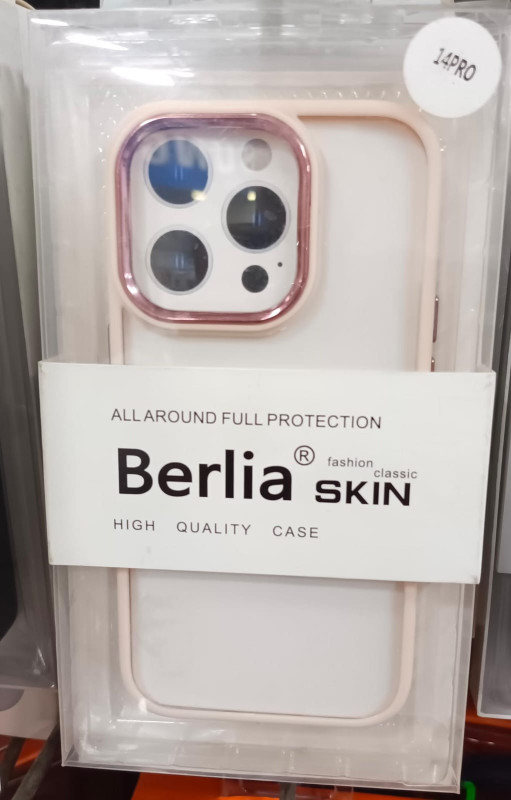 14PRO
ALL AROUND FULL PROTECTION
Berlia® fashion classic
SKIN
HIGH QUALITY CASE